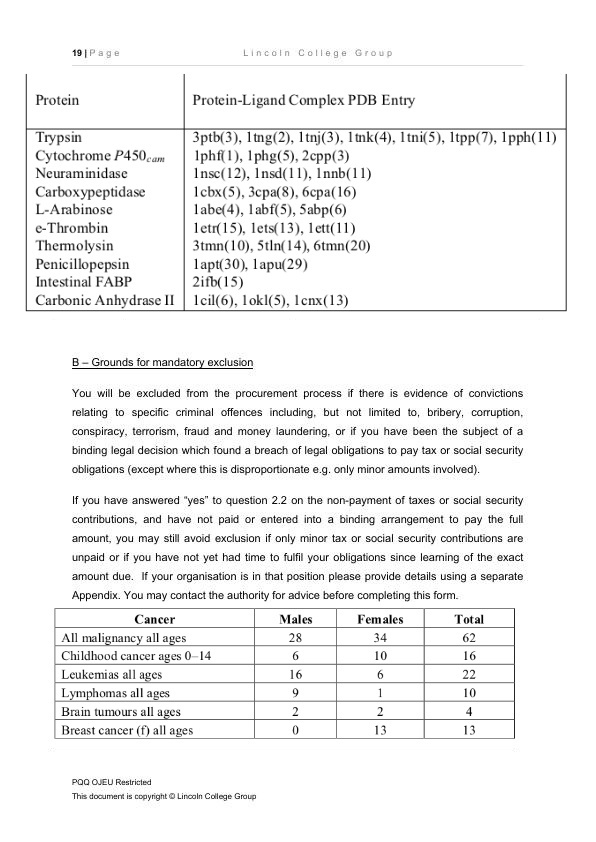 19 | P a g e L i n c o l n C o l l e g e G r o u p
Protein Protein-Ligand Complex PDB Entry
Trypsin 3ptb(3), 1tng(2), 1tnj(3), 1tnk(4), 1tni(5), 1tpp(7), 1pph(11)
Cytochrome P450cam 1phf(1), 1phg(5), 2cpp(3)
Neuraminidase 1nsc(12), 1nsd(11), 1nnb(11)
Carboxypeptidase 1cbx(5), 3cpa(8), 6cpa(16)
L-Arabinose 1abe(4), 1abf(5), 5abp(6)
e-Thrombin 1etr(15), 1ets(13), 1ett(11)
Thermolysin 3tmn(10), 5tln(14), 6tmn(20)
Penicillopepsin 1apt(30), 1apu(29)
Intestinal FABP 2ifb(15)
Carbonic Anhydrase II 1cil(6), 1okl(5), 1cnx(13)
B – Grounds for mandatory exclusion
You will be excluded from the procurement process if there is evidence of convictions
relating to specific criminal offences including, but not limited to, bribery, corruption,
conspiracy, terrorism, fraud and money laundering, or if you have been the subject of a
binding legal decision which found a breach of legal obligations to pay tax or social security
obligations (except where this is disproportionate e.g. only minor amounts involved).
If you have answered “yes” to question 2.2 on the non-payment of taxes or social security
contributions, and have not paid or entered into a binding arrangement to pay the full
amount, you may still avoid exclusion if only minor tax or social security contributions are
unpaid or if you have not yet had time to fulfil your obligations since learning of the exact
amount due. If your organisation is in that position please provide details using a separate
Appendix. You may contact the authority for advice before completing this form.
Cancer Males Females Total
All malignancy all ages 28 34 62
Childhood cancer ages 0–14 6 10 16
Leukemias all ages 16 6 22
Lymphomas all ages 9 1 10
Brain tumours all ages 2 2 4
Breast cancer (f) all ages 0 13 13
PQQ OJEU Restricted
This document is copyright © Lincoln College Group